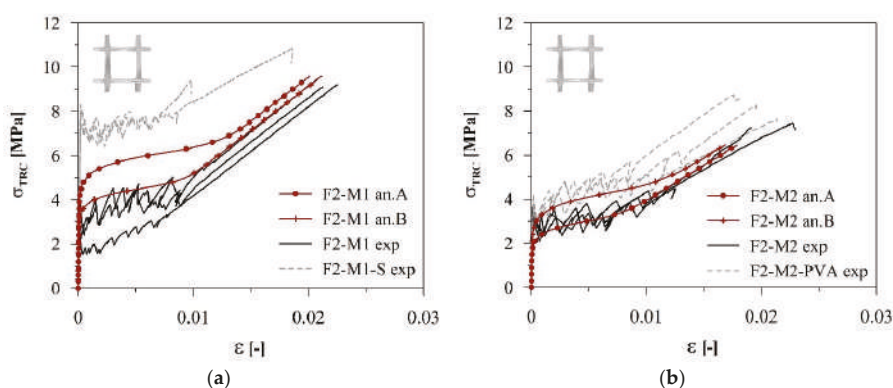 12
10
8
6
4
2
0
σTRC [MPa]
F2-M1 an.A
F2-M1 an.B
F2-M1 exp
F2-M1-S exp
0
0.01
0.02
0.03
ε [-]
(a)
12
10
8
6
4
2
0
σTRC [MPa]
F2-M2 an.A
F2-M2 an.B
F2-M2 exp
F2-M2-PVA exp
0
0.01
0.02
0.03
ε [-]
(b)